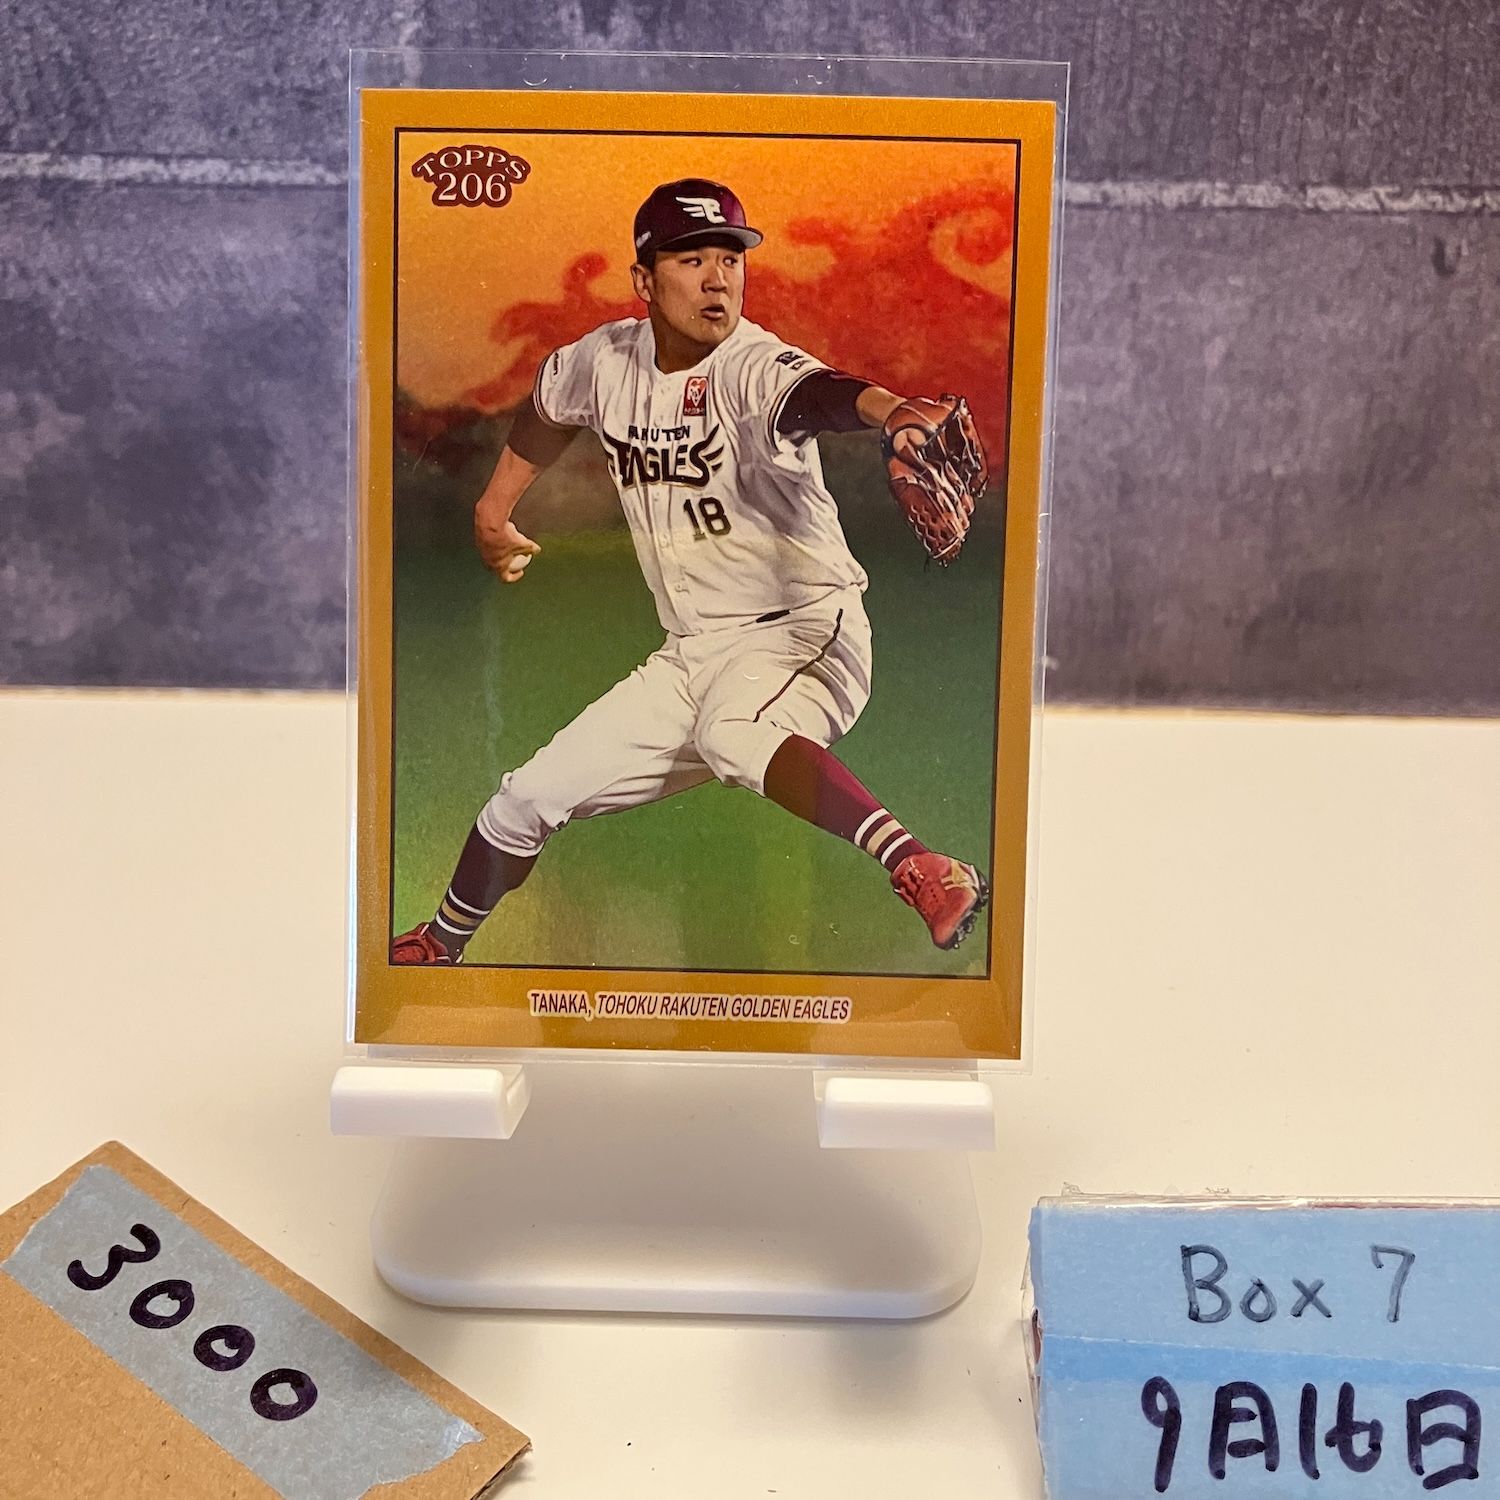 TOPPS
206
RAKUTEN
EAGLES
18
TANAKA, TOHOKU RAKUTEN GOLDEN EAGLES
3000
Box 7
9月16日